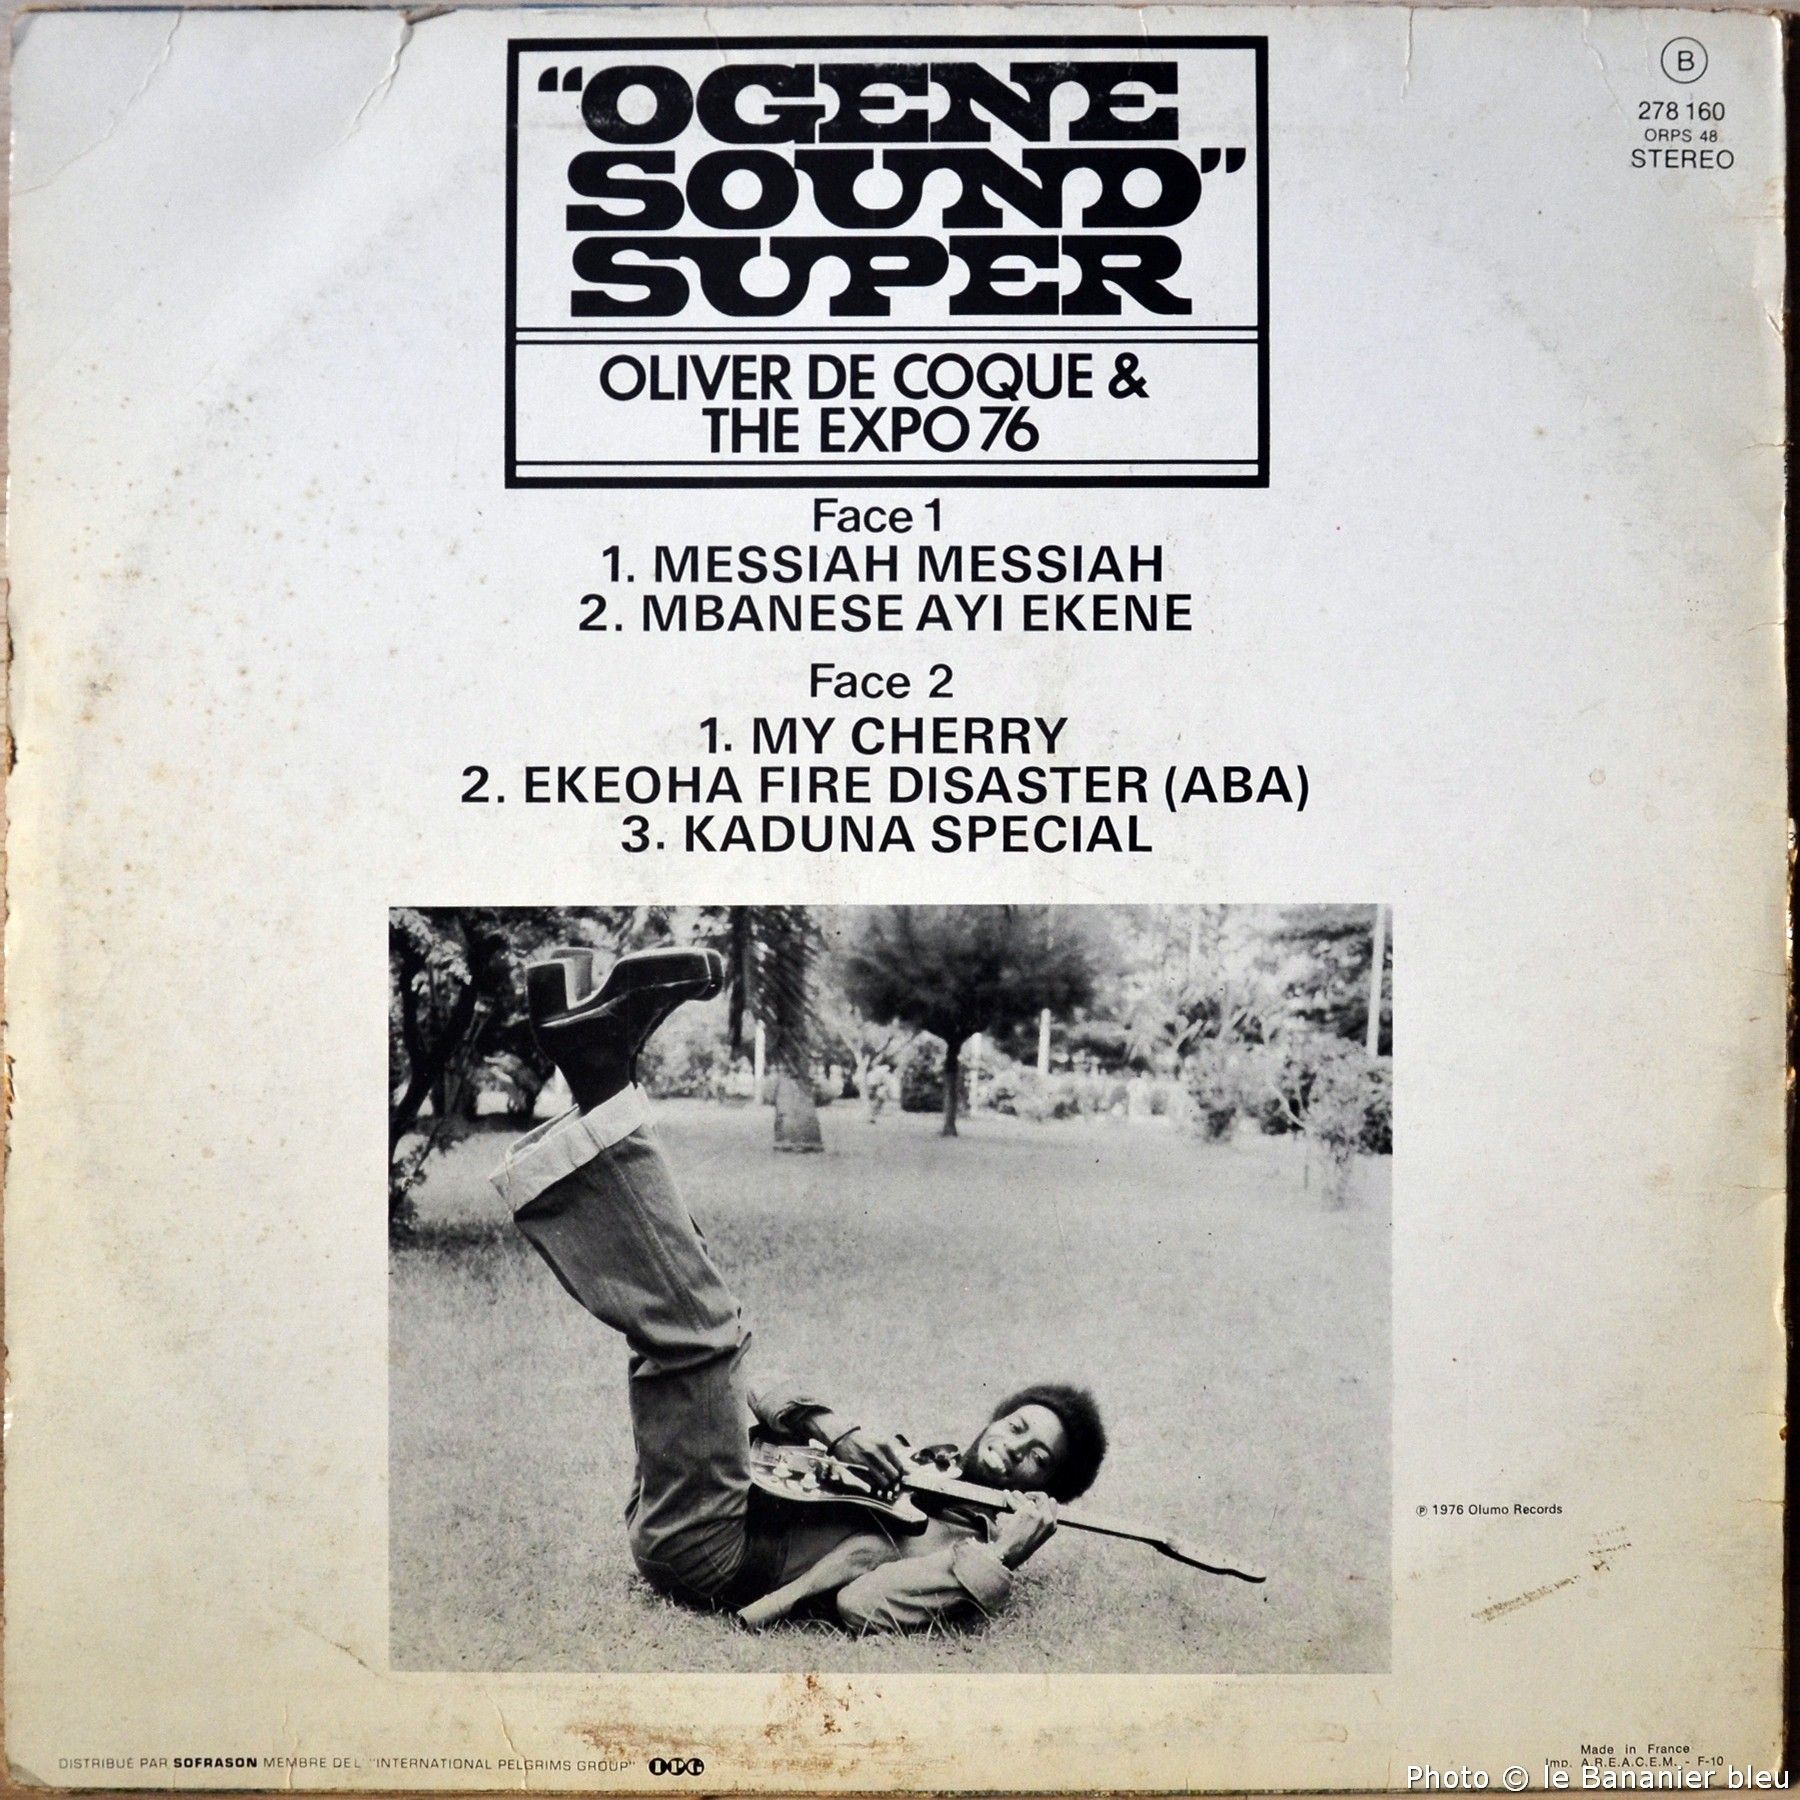 "OGENE
SOUND"
SUPER
OLIVER DE COQUE &
THE EXPO 76
B
278 160
ORPS 48
STEREO
Face 1
1. MESSIAH MESSIAH
2. MBANESE AYI EKENE
Face 2
1. MY CHERRY
2. EKEOHA FIRE DISASTER (ABA)
3. KADUNA SPECIAL
℗ 1976 Olumo Records
DISTRIBUÉ PAR SOFRASON MEMBRE DE L'"INTERNATIONAL PELGRIMS GROUP" IPG
Made in France
Imp. A.R.E.A.C.E.M. - F-10
Photo © le Bananier bleu